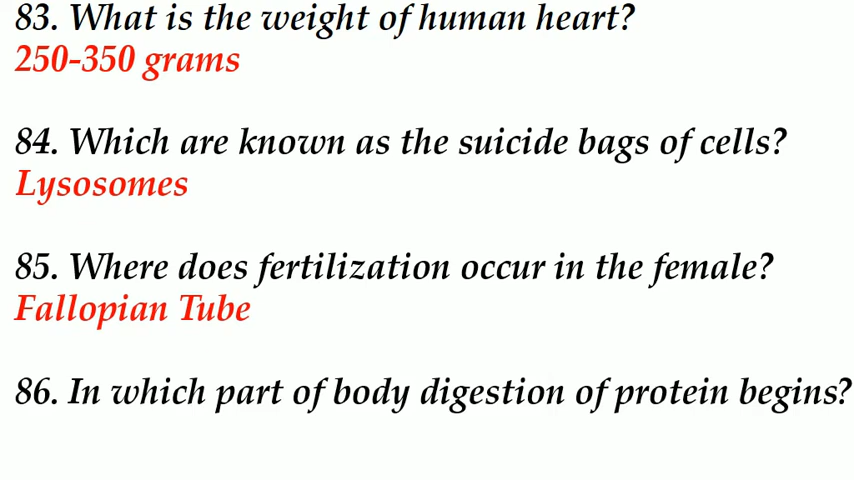 83. What is the weight of human heart?
250-350 grams
84. Which are known as the suicide bags of cells?
Lysosomes
85. Where does fertilization occur in the female?
Fallopian Tube
86. In which part of body digestion of protein begins?